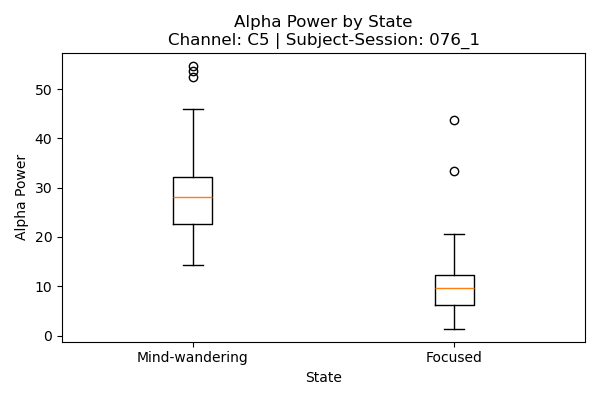 Alpha Power by State
Channel: C5 | Subject-Session: 076_1
Alpha Power
50
40
30
20
10
0
Mind-wandering
Focused
State